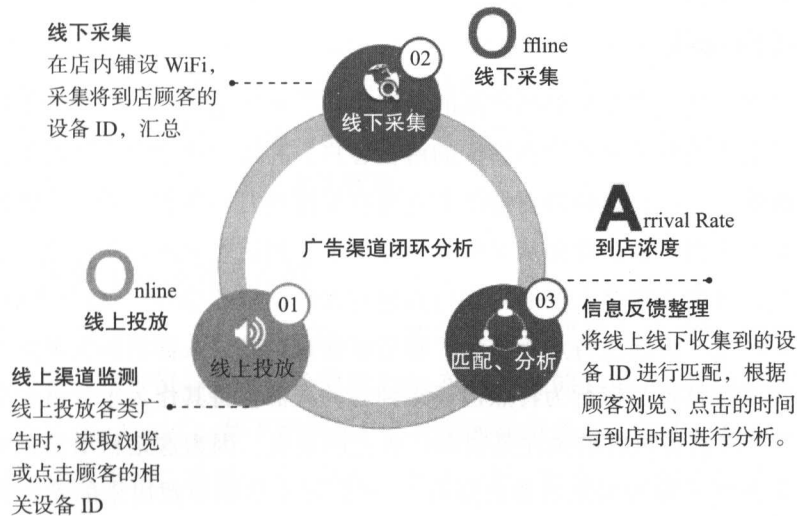 线下采集
在店内铺设 WiFi，
采集将到店顾客的
设备 ID，汇总
02
线下采集
Offline
线下采集
广告渠道闭环分析
Arrival Rate
到店浓度
Online
线上投放
01
线上投放
03
匹配、分析
信息反馈整理
将线上线下收集到的设
备 ID 进行匹配，根据
顾客浏览、点击的时间
与到店时间进行分析。
线上渠道监测
线上投放各类广
告时，获取浏览
或点击顾客的相
关设备 ID